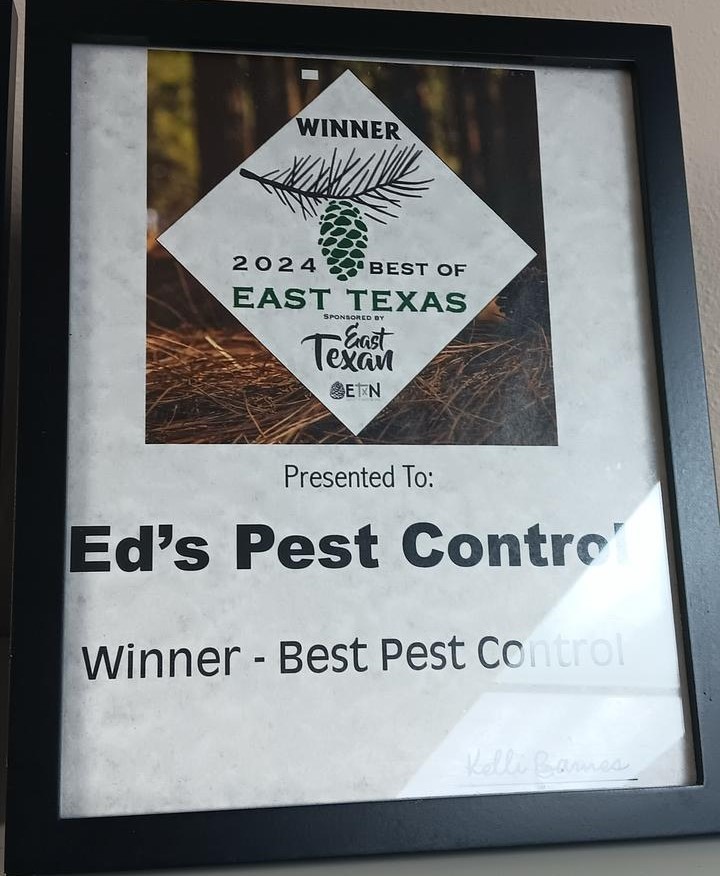 WINNER
2024 BEST OF
EAST TEXAS
SPONSORED BY
East
Texan
ETXN
Presented To:
Ed's Pest Control
Winner - Best Pest Control
Kelli Barnes